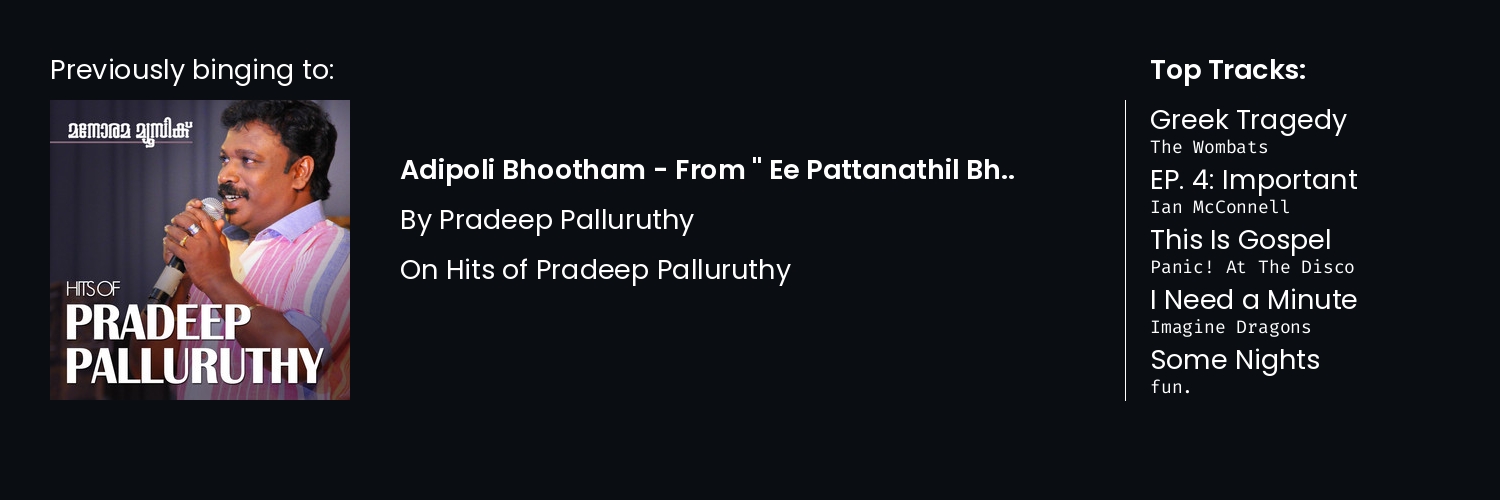 Previously binging to:
മനോരമ മ്യൂസിക്
HITS OF
PRADEEP
PALLURUTHY
Adipoli Bhootham - From " Ee Pattanathil Bh..
By Pradeep Palluruthy
On Hits of Pradeep Palluruthy
Top Tracks:
Greek Tragedy
The Wombats
EP. 4: Important
Ian McConnell
This Is Gospel
Panic! At The Disco
I Need a Minute
Imagine Dragons
Some Nights
fun.